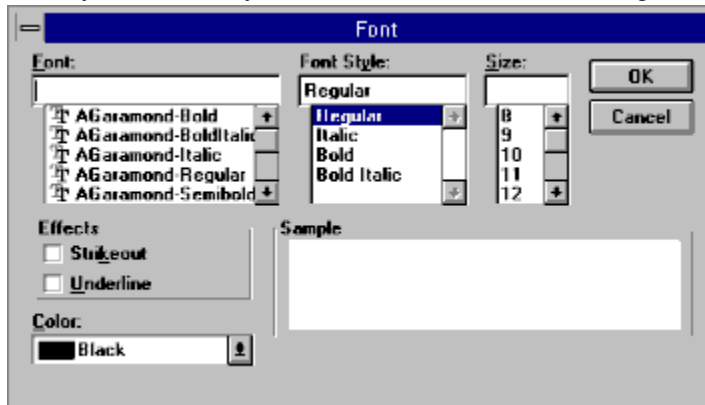 Font
Font:
Font Style:
Size:
OK
Regular
Cancel
AGaramond-Bold
AGaramond-BoldItalic
AGaramond-Italic
AGaramond-Regular
AGaramond-Semibold
Regular
Italic
Bold
Bold Italic
8
9
10
11
12
Effects
Strikeout
Underline
Sample
Color:
Black